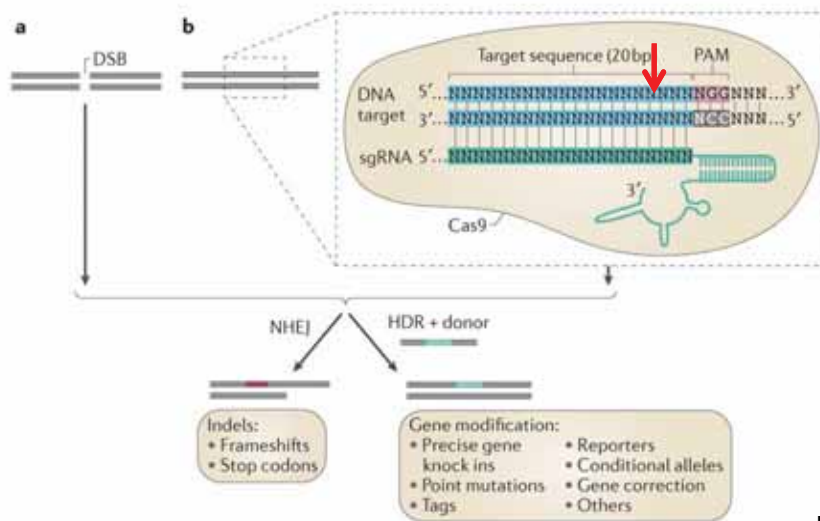 a
b
DSB
Target sequence (20bp
PAM
DNA target
5′...NNNNNNNNNNNNNNNNNNNNNGGNNN...3′
3′...NNNNNNNNNNNNNNNNNNNNNCCNNN...5′
sgRNA 5′...NNNNNNNNNNNNNNNNNNNN
3′
Cas9
NHEJ
HDR + donor
Indels:
• Frameshifts
• Stop codons
Gene modification:
• Precise gene
knock ins
• Point mutations
• Tags
• Reporters
• Conditional alleles
• Gene correction
• Others